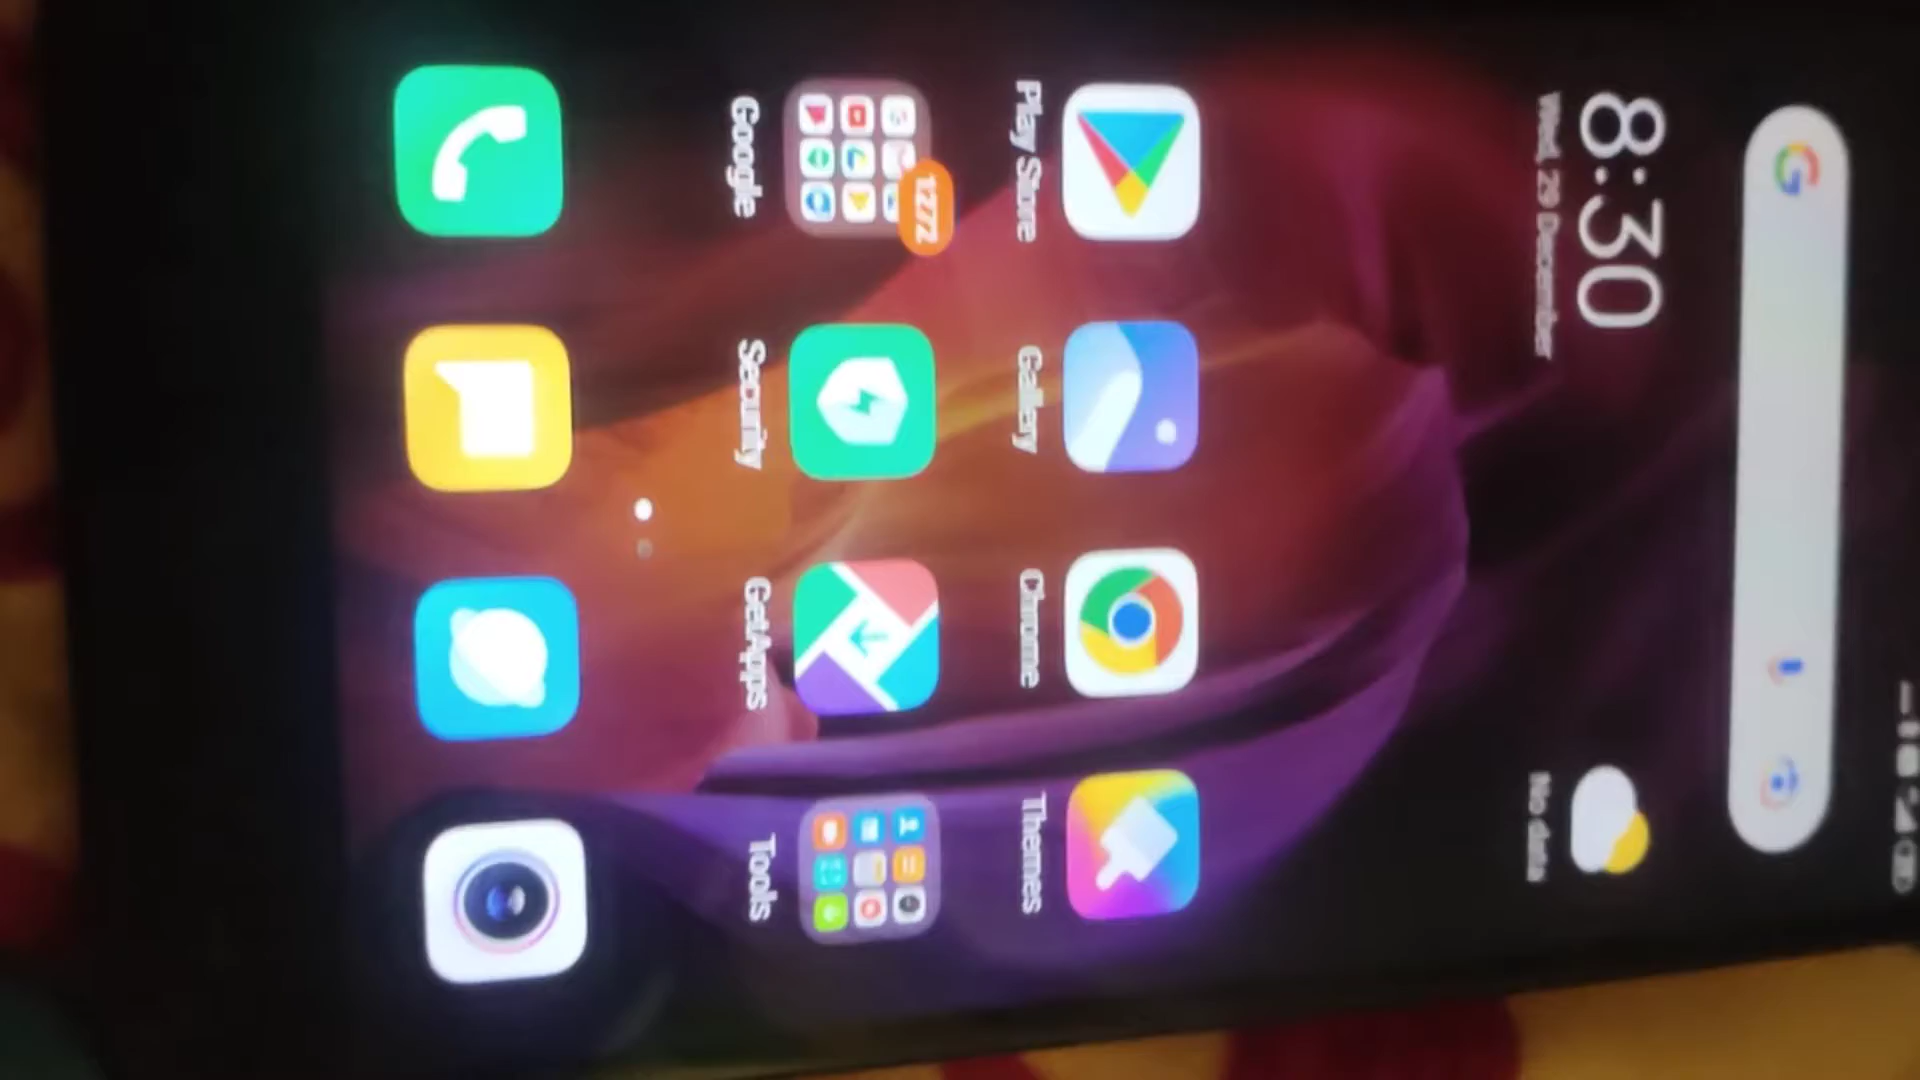 8:30
Wed, 29 December
No data
Play Store
Gallery
Chrome
Themes
1272
Google
Security
GetApps
Tools